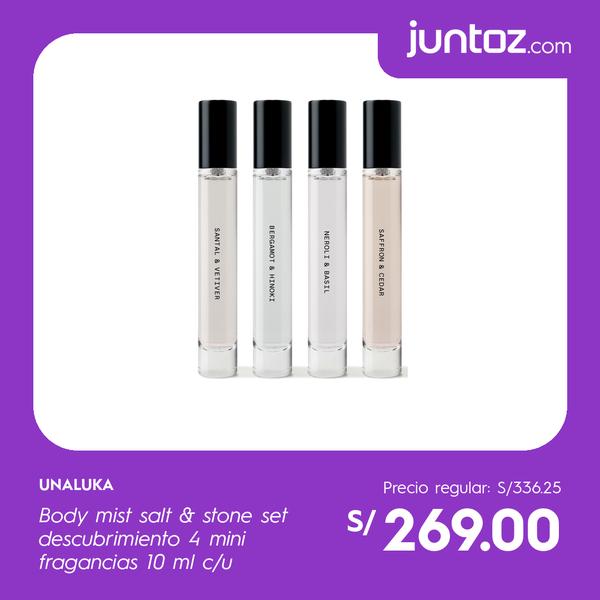 juntoz.com
SANTAL & VETIVER
BERGAMOT & HINOKI
NEROLI & BASIL
SAFFRON & CEDAR
UNALUKA
Body mist salt & stone set
descubrimiento 4 mini
fragancias 10 ml c/u
Precio regular: S/336.25
S/ 269.00